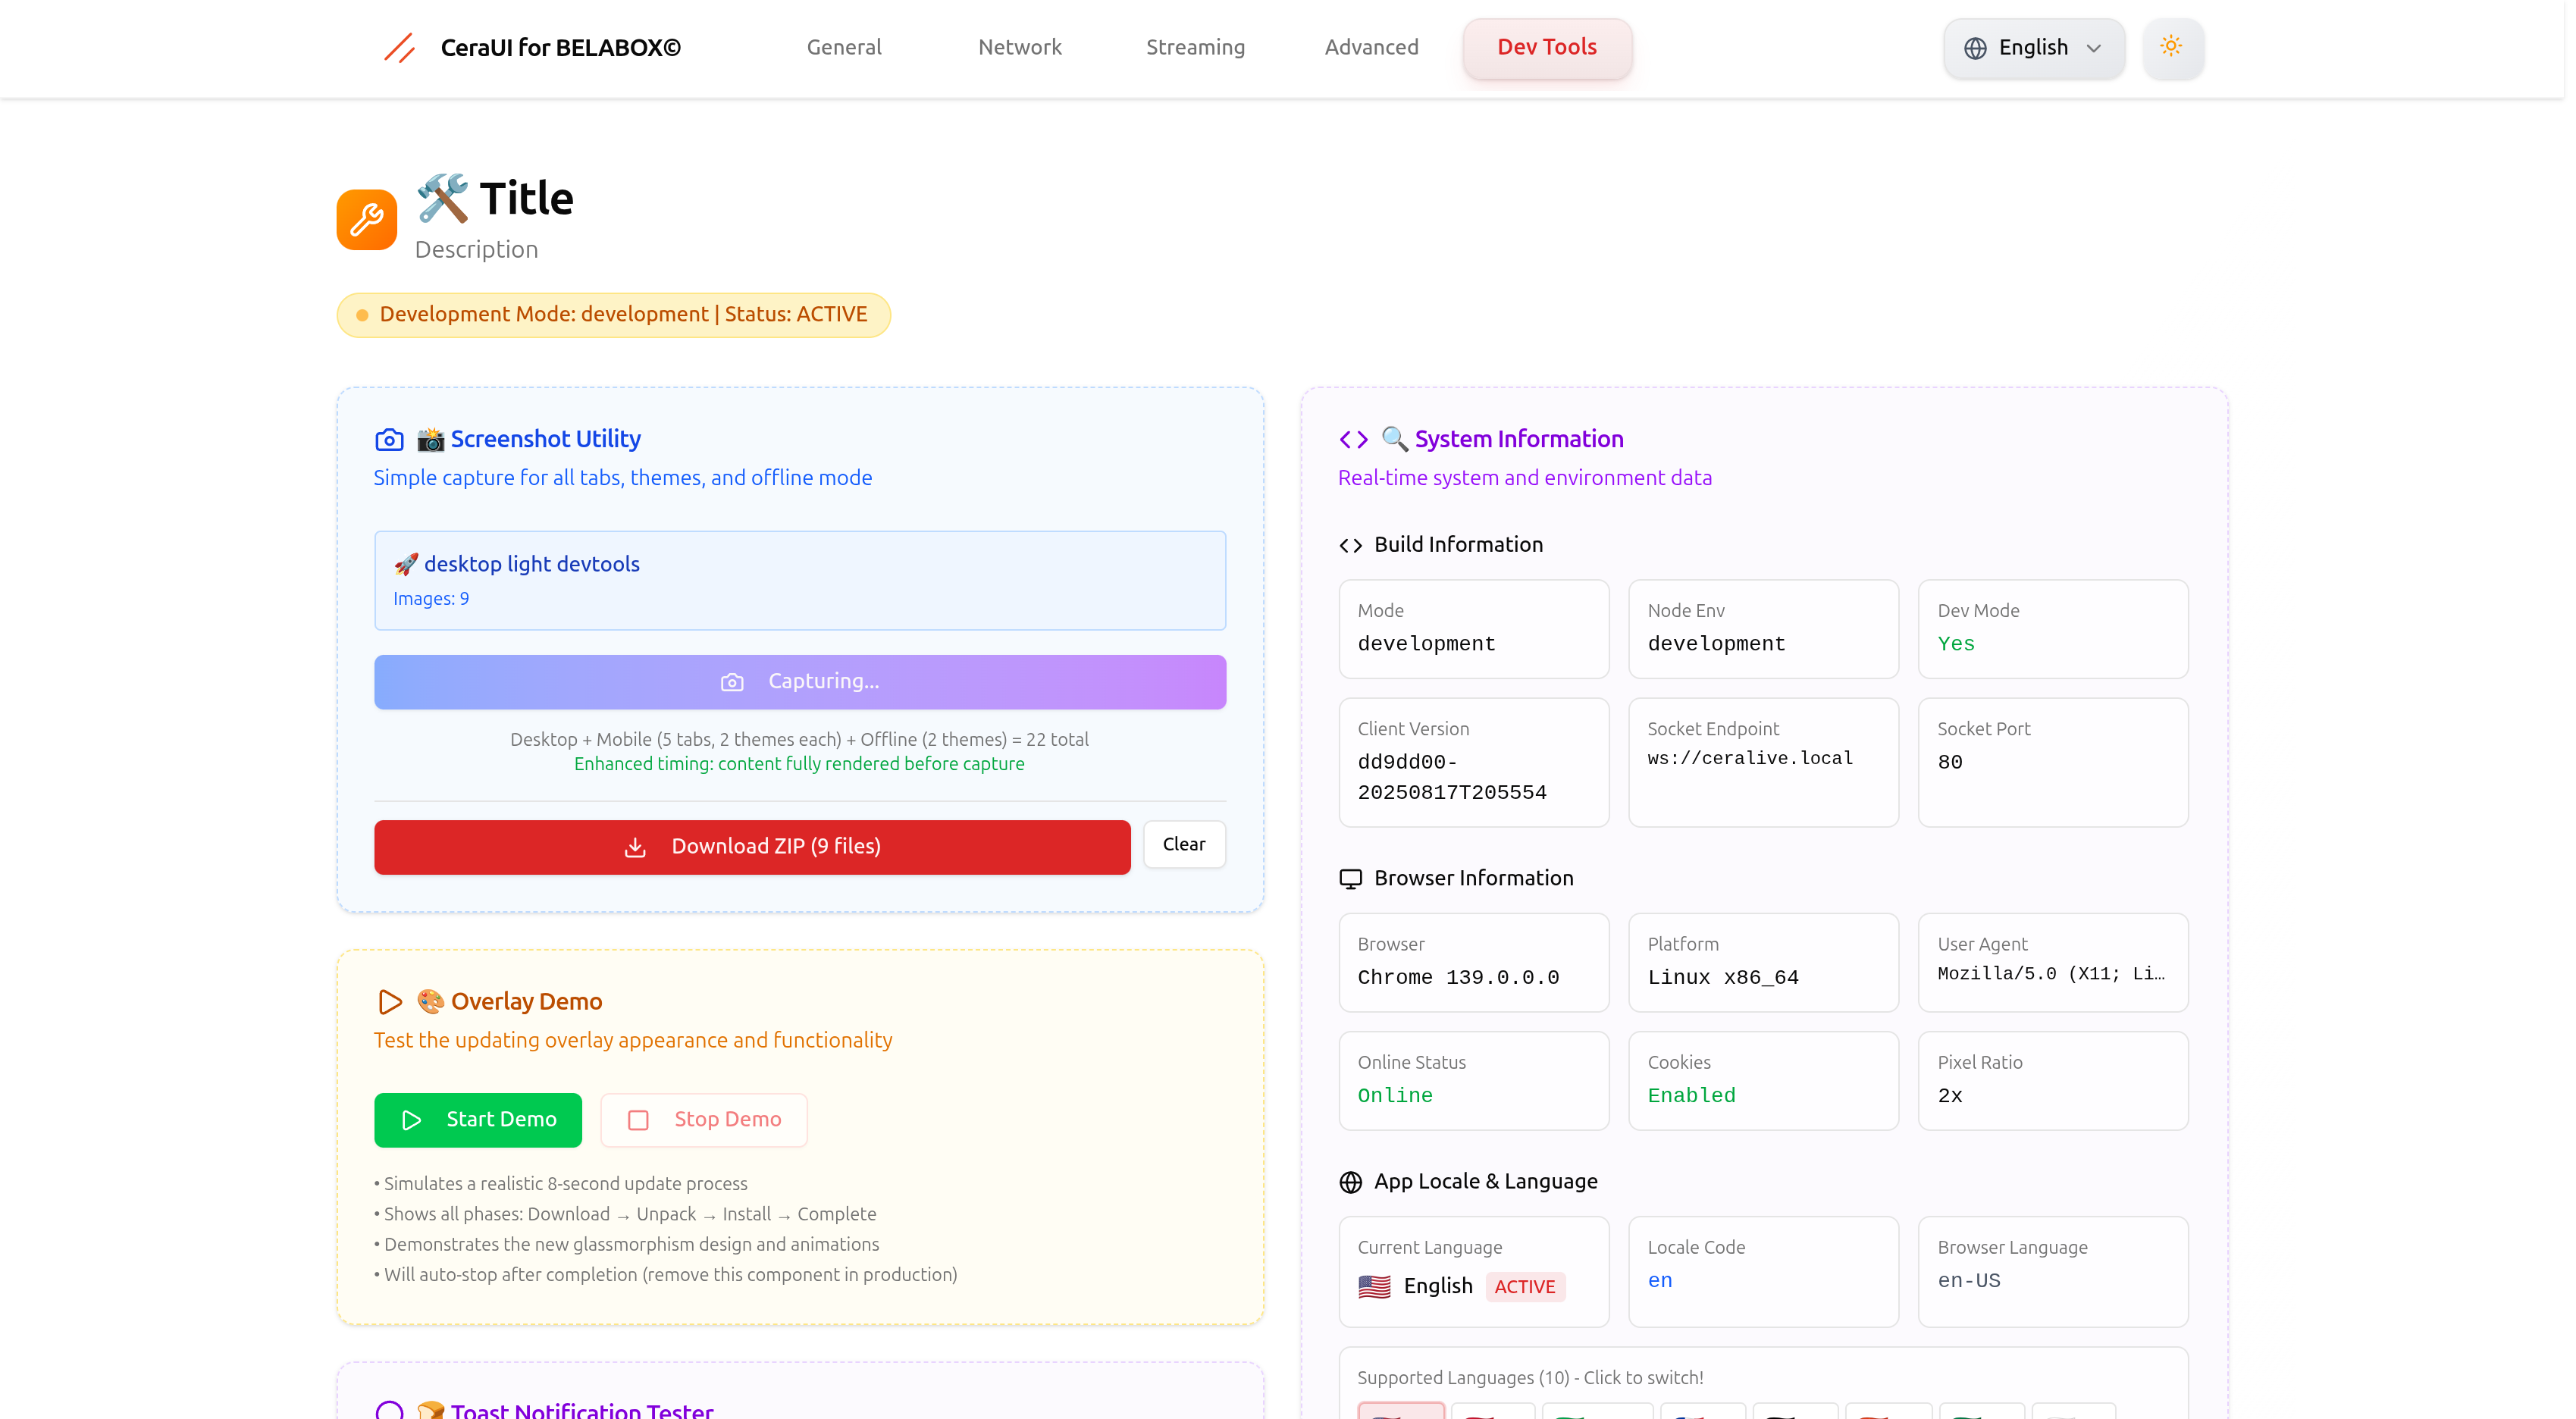 CeraUI for BELABOX©
General
Network
Streaming
Advanced
Dev Tools
English
🛠️ Title
Description
Development Mode: development | Status: ACTIVE
📸 Screenshot Utility
Simple capture for all tabs, themes, and offline mode
🚀 desktop light devtools
Images: 9
Capturing...
Desktop + Mobile (5 tabs, 2 themes each) + Offline (2 themes) = 22 total
Enhanced timing: content fully rendered before capture
Download ZIP (9 files)
Clear
🎨 Overlay Demo
Test the updating overlay appearance and functionality
Start Demo
Stop Demo
• Simulates a realistic 8-second update process
• Shows all phases: Download → Unpack → Install → Complete
• Demonstrates the new glassmorphism design and animations
• Will auto-stop after completion (remove this component in production)
🍞 Toast Notification Tester
🔍 System Information
Real-time system and environment data
Build Information
Mode
development
Node Env
development
Dev Mode
Yes
Client Version
dd9dd00-
20250817T205554
Socket Endpoint
ws://ceralive.local
Socket Port
80
Browser Information
Browser
Chrome 139.0.0.0
Platform
Linux x86_64
User Agent
Mozilla/5.0 (X11; Li…
Online Status
Online
Cookies
Enabled
Pixel Ratio
2x
App Locale & Language
Current Language
🇺🇸 English ACTIVE
Locale Code
en
Browser Language
en-US
Supported Languages (10) - Click to switch!